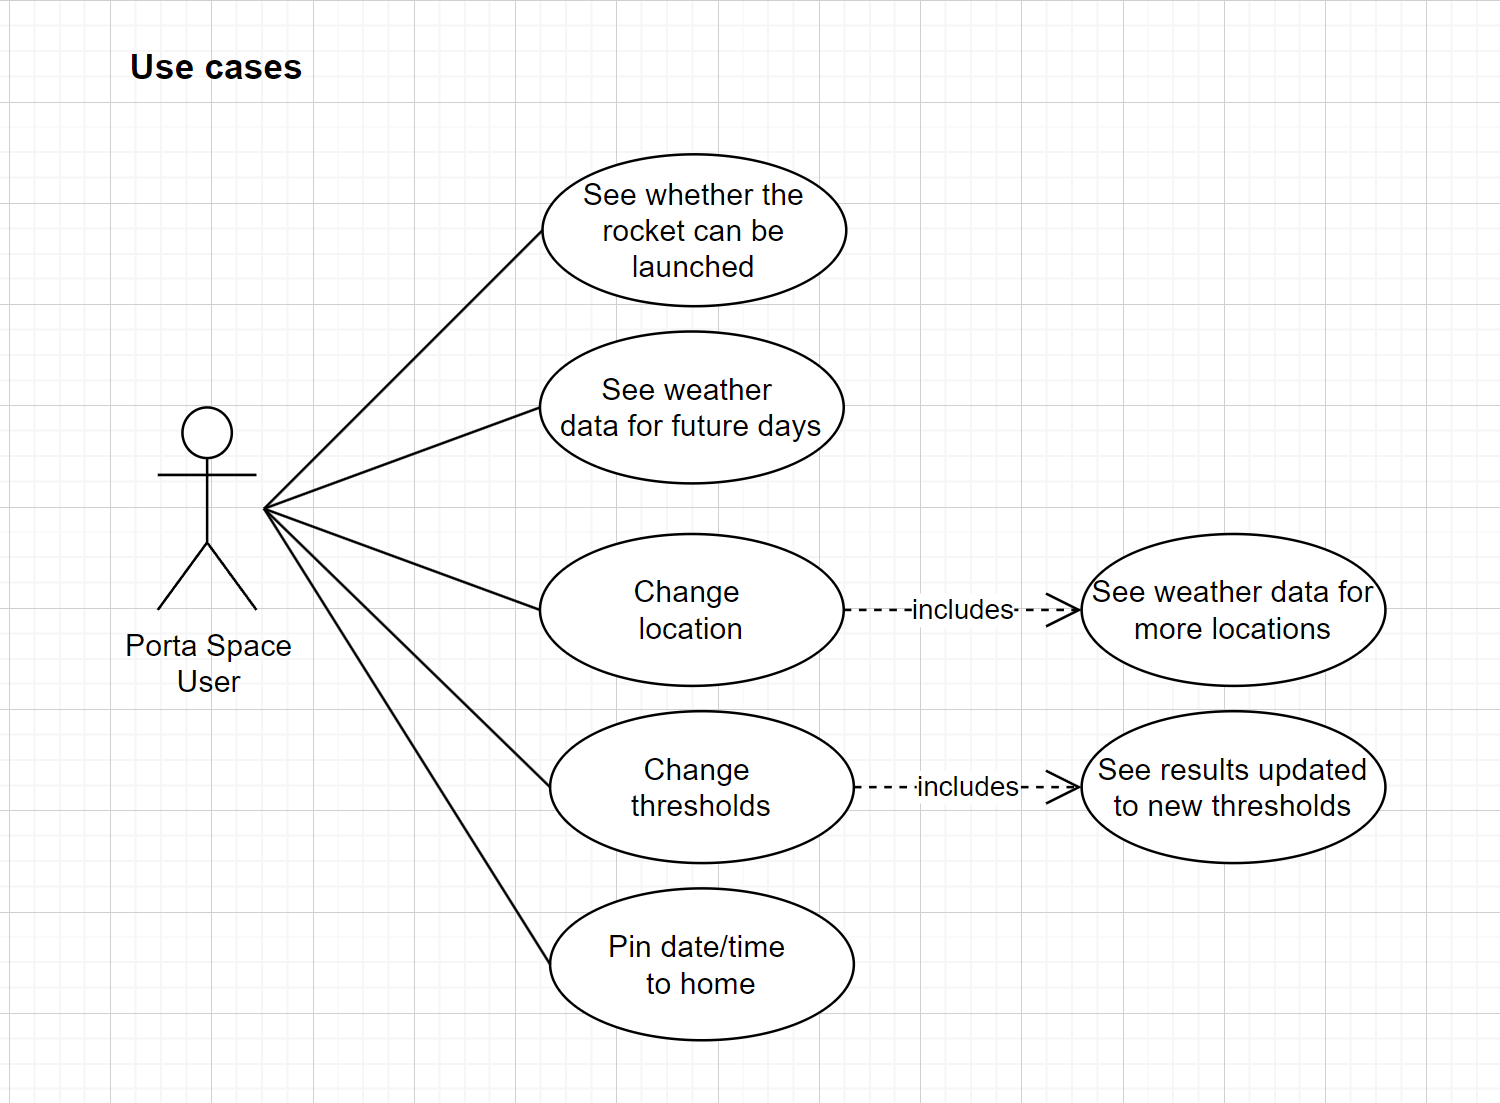 Use cases
See whether the
rocket can be
launched
See weather
data for future days
Porta Space
User
Change
location
includes
See weather data for
more locations
Change
thresholds
includes
See results updated
to new thresholds
Pin date/time
to home